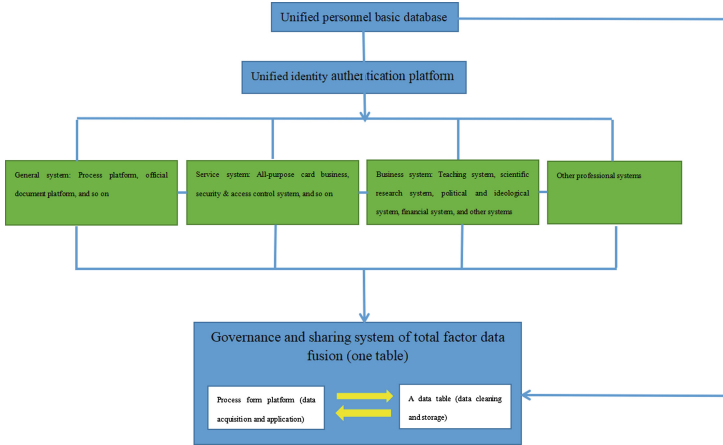 Unified personnel basic database
Unified identity authentication platform
General system: Process platform, official
document platform, and so on
Service system: All-purpose card business,
security & access control system, and so on
Business system: Teaching system, scientific
research system, political and ideological
system, financial system, and other systems
Other professional systems
Governance and sharing system of total factor data
fusion (one table)
Process form platform (data
acquisition and application)
A data table (data cleaning
and storage)